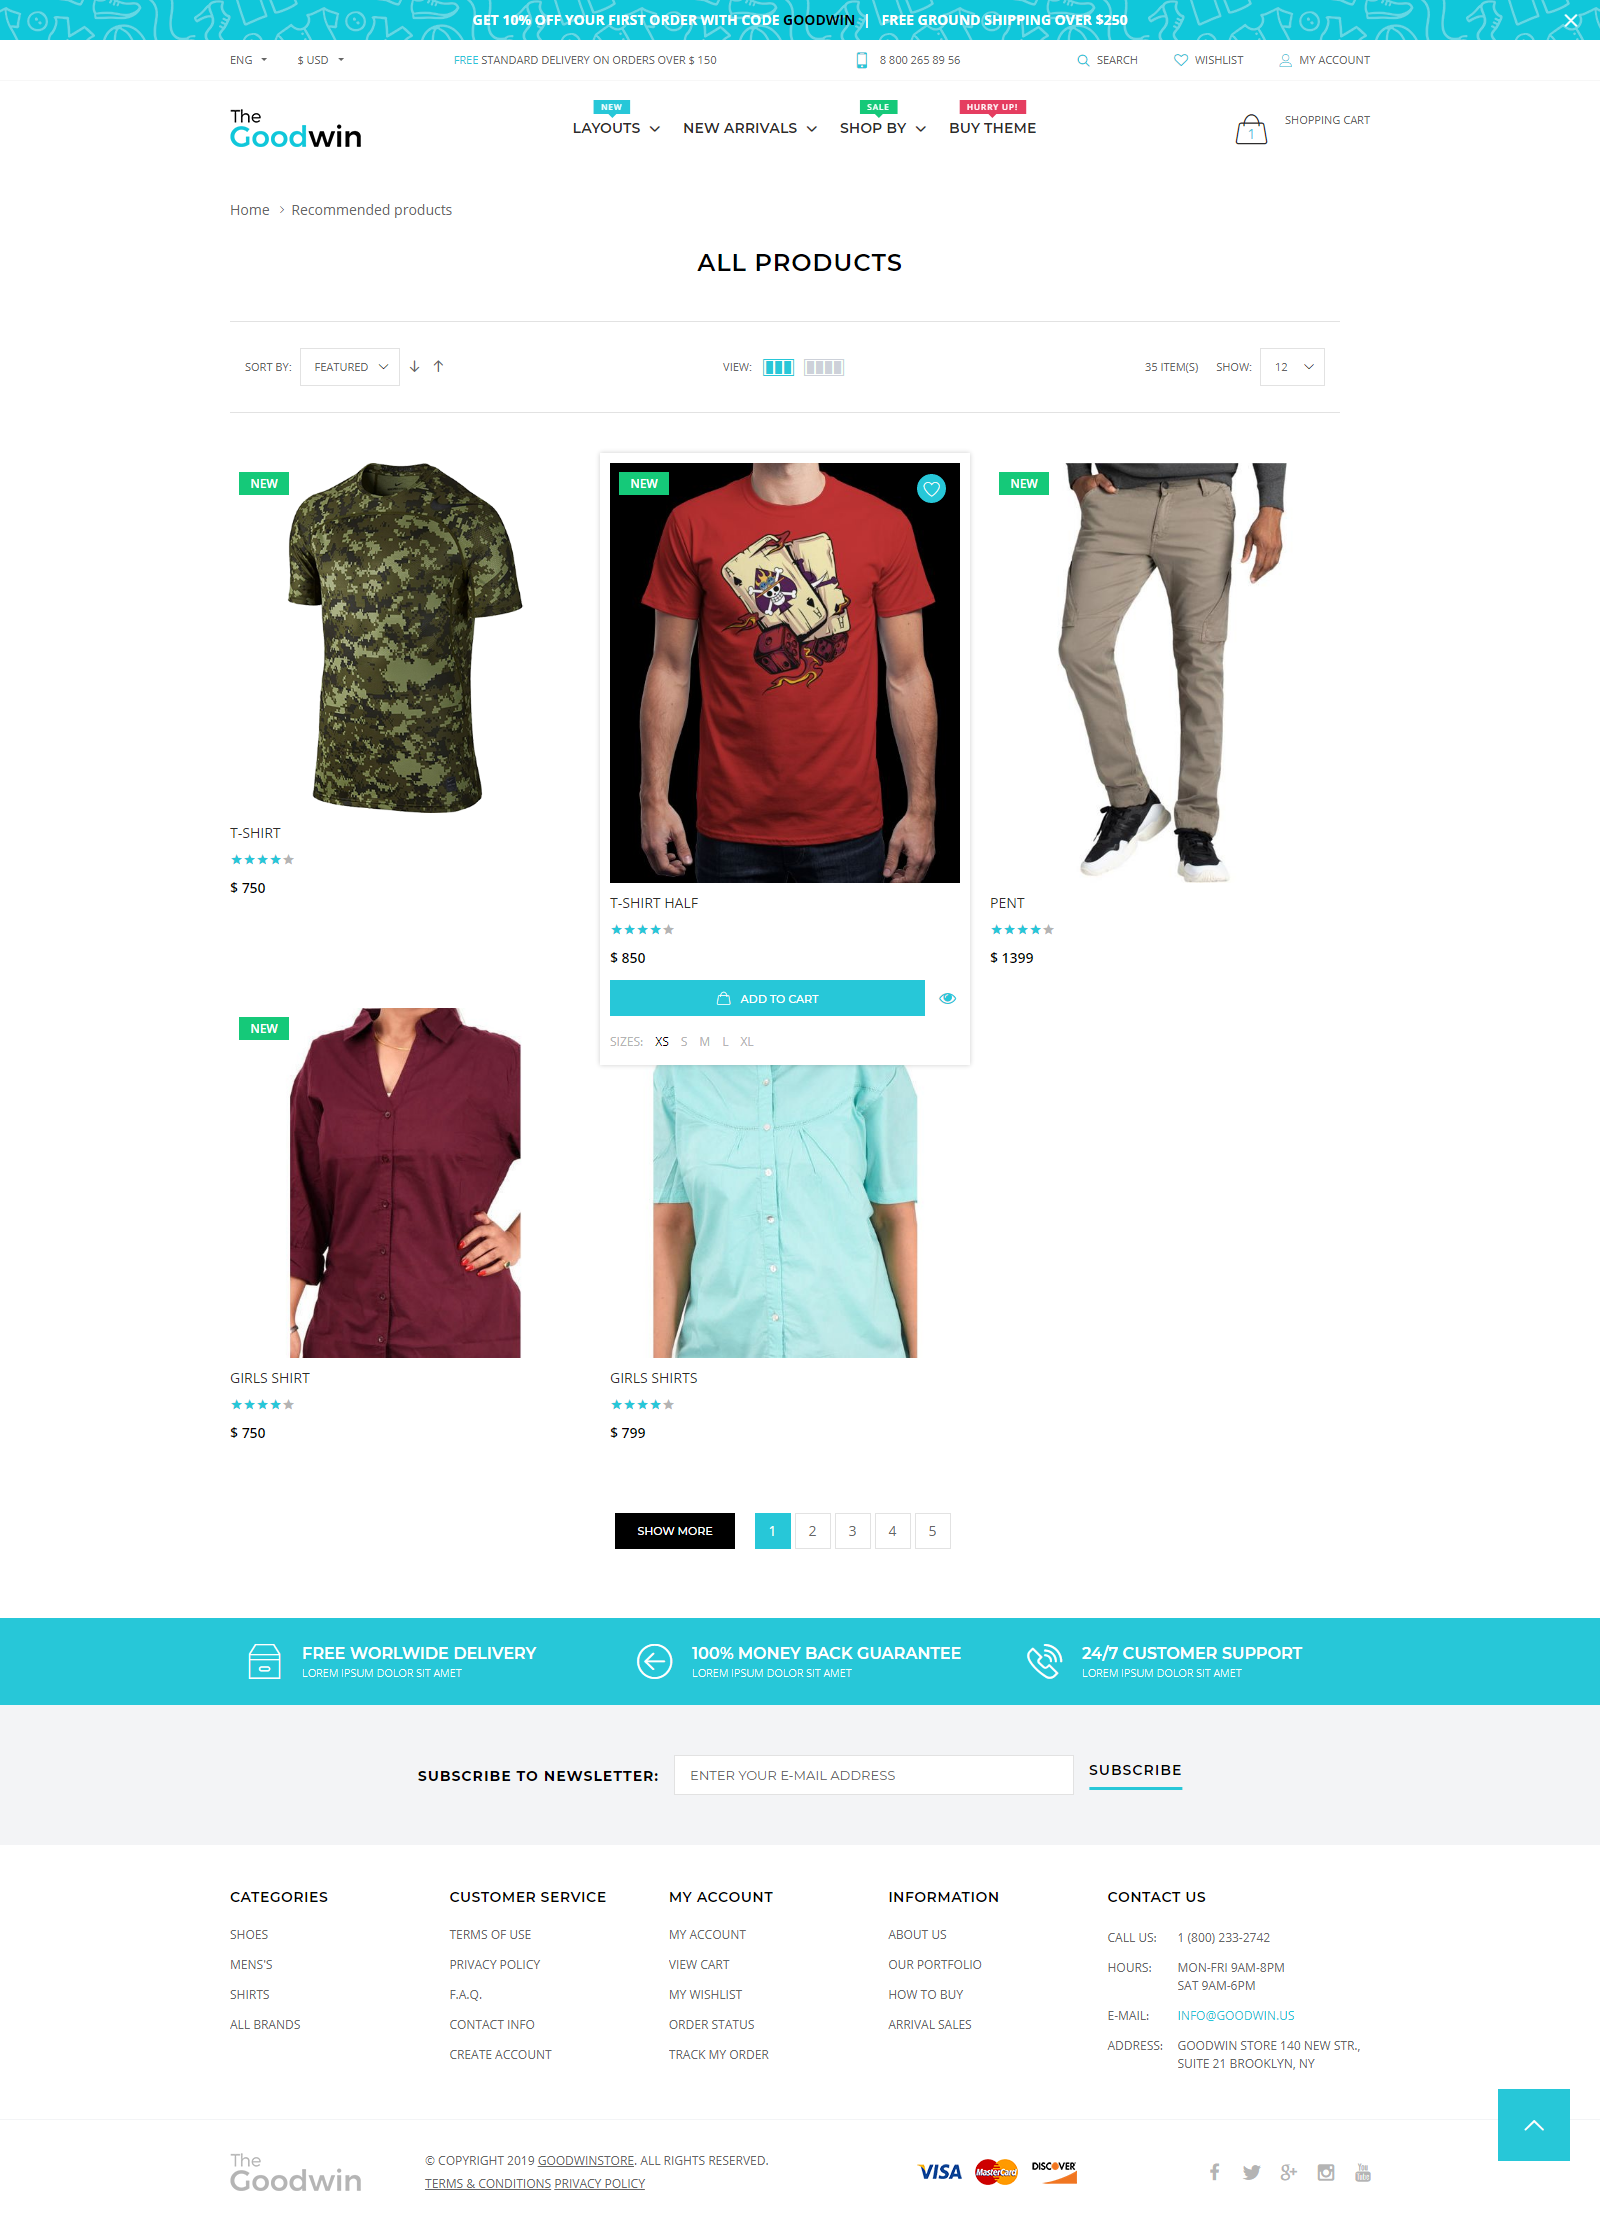 GET 10% OFF YOUR FIRST ORDER WITH CODE GOODWIN | FREE GROUND SHIPPING OVER $250
ENG $ USD FREE STANDARD DELIVERY ON ORDERS OVER $ 150 8 800 265 89 56 SEARCH WISHLIST MY ACCOUNT
NEW SALE HURRY UP!
The
Goodwin
LAYOUTS NEW ARRIVALS SHOP BY BUY THEME
1 SHOPPING CART
Home > Recommended products
ALL PRODUCTS
SORT BY: FEATURED VIEW: 35 ITEM(S) SHOW: 12
NEW NEW NEW
T-SHIRT
$ 750
T-SHIRT HALF
$ 850
ADD TO CART
SIZES: XS S M L XL
PENT
$ 1399
NEW
GIRLS SHIRT
$ 750
GIRLS SHIRTS
$ 799
SHOW MORE 1 2 3 4 5
FREE WORLWIDE DELIVERY
LOREM IPSUM DOLOR SIT AMET
100% MONEY BACK GUARANTEE
LOREM IPSUM DOLOR SIT AMET
24/7 CUSTOMER SUPPORT
LOREM IPSUM DOLOR SIT AMET
SUBSCRIBE TO NEWSLETTER: ENTER YOUR E-MAIL ADDRESS SUBSCRIBE
CATEGORIES
SHOES
MENS'S
SHIRTS
ALL BRANDS
CUSTOMER SERVICE
TERMS OF USE
PRIVACY POLICY
F.A.Q.
CONTACT INFO
CREATE ACCOUNT
MY ACCOUNT
MY ACCOUNT
VIEW CART
MY WISHLIST
ORDER STATUS
TRACK MY ORDER
INFORMATION
ABOUT US
OUR PORTFOLIO
HOW TO BUY
ARRIVAL SALES
CONTACT US
CALL US: 1 (800) 233-2742
HOURS: MON-FRI 9AM-8PM
SAT 9AM-6PM
E-MAIL: INFO@GOODWIN.US
ADDRESS: GOODWIN STORE 140 NEW STR.,
SUITE 21 BROOKLYN, NY
The
Goodwin
© COPYRIGHT 2019 GOODWINSTORE. ALL RIGHTS RESERVED.
TERMS & CONDITIONS PRIVACY POLICY
VISA MasterCard DISCOVER
f g+ You Tube